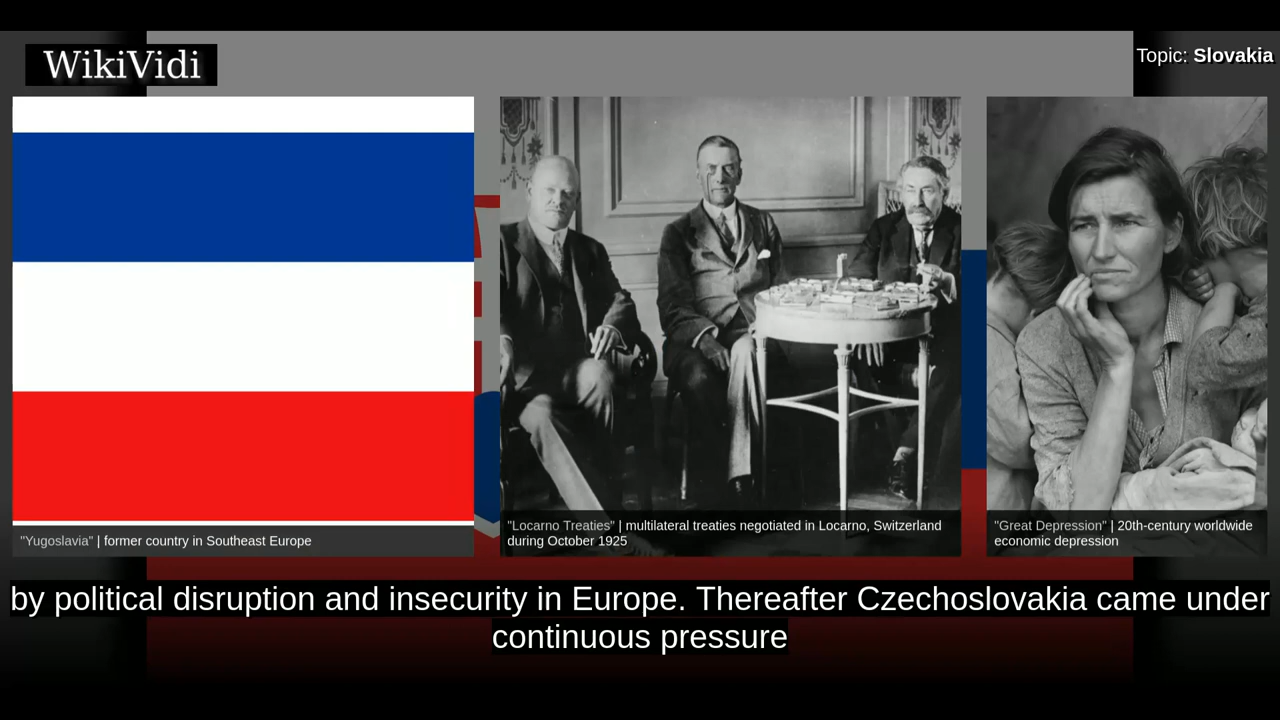 WikiVidi
Topic: Slovakia
"Yugoslavia" | former country in Southeast Europe
"Locarno Treaties" | multilateral treaties negotiated in Locarno, Switzerland
during October 1925
"Great Depression" | 20th-century worldwide
economic depression
by political disruption and insecurity in Europe. Thereafter Czechoslovakia came under
continuous pressure